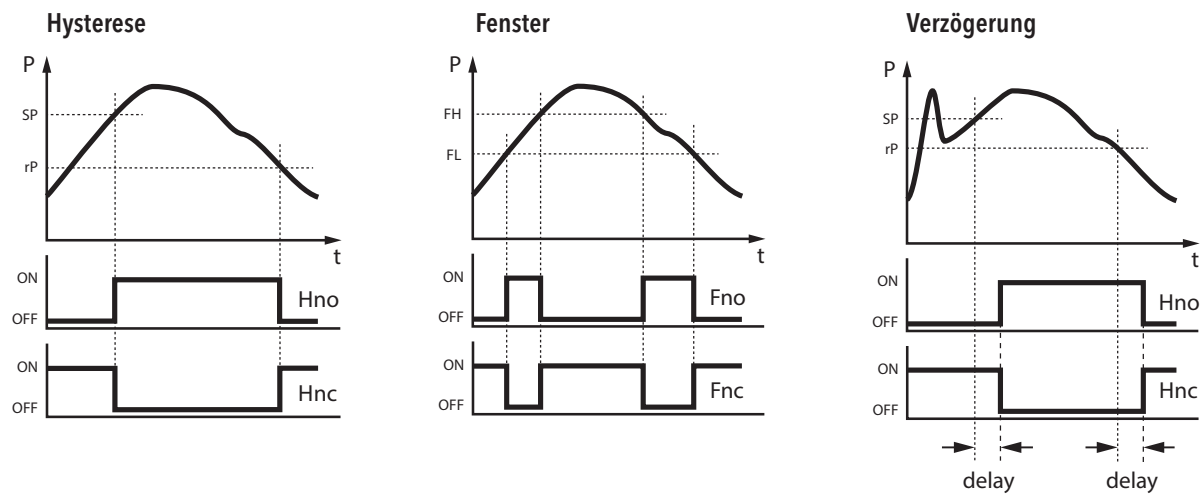 Hysterese
P
SP
rP
t
ON
OFF
Hno
ON
OFF
Hnc
Fenster
P
FH
FL
t
ON
OFF
Fno
ON
OFF
Fnc
Verzögerung
P
SP
rP
t
ON
OFF
Hno
ON
OFF
Hnc
delay
delay